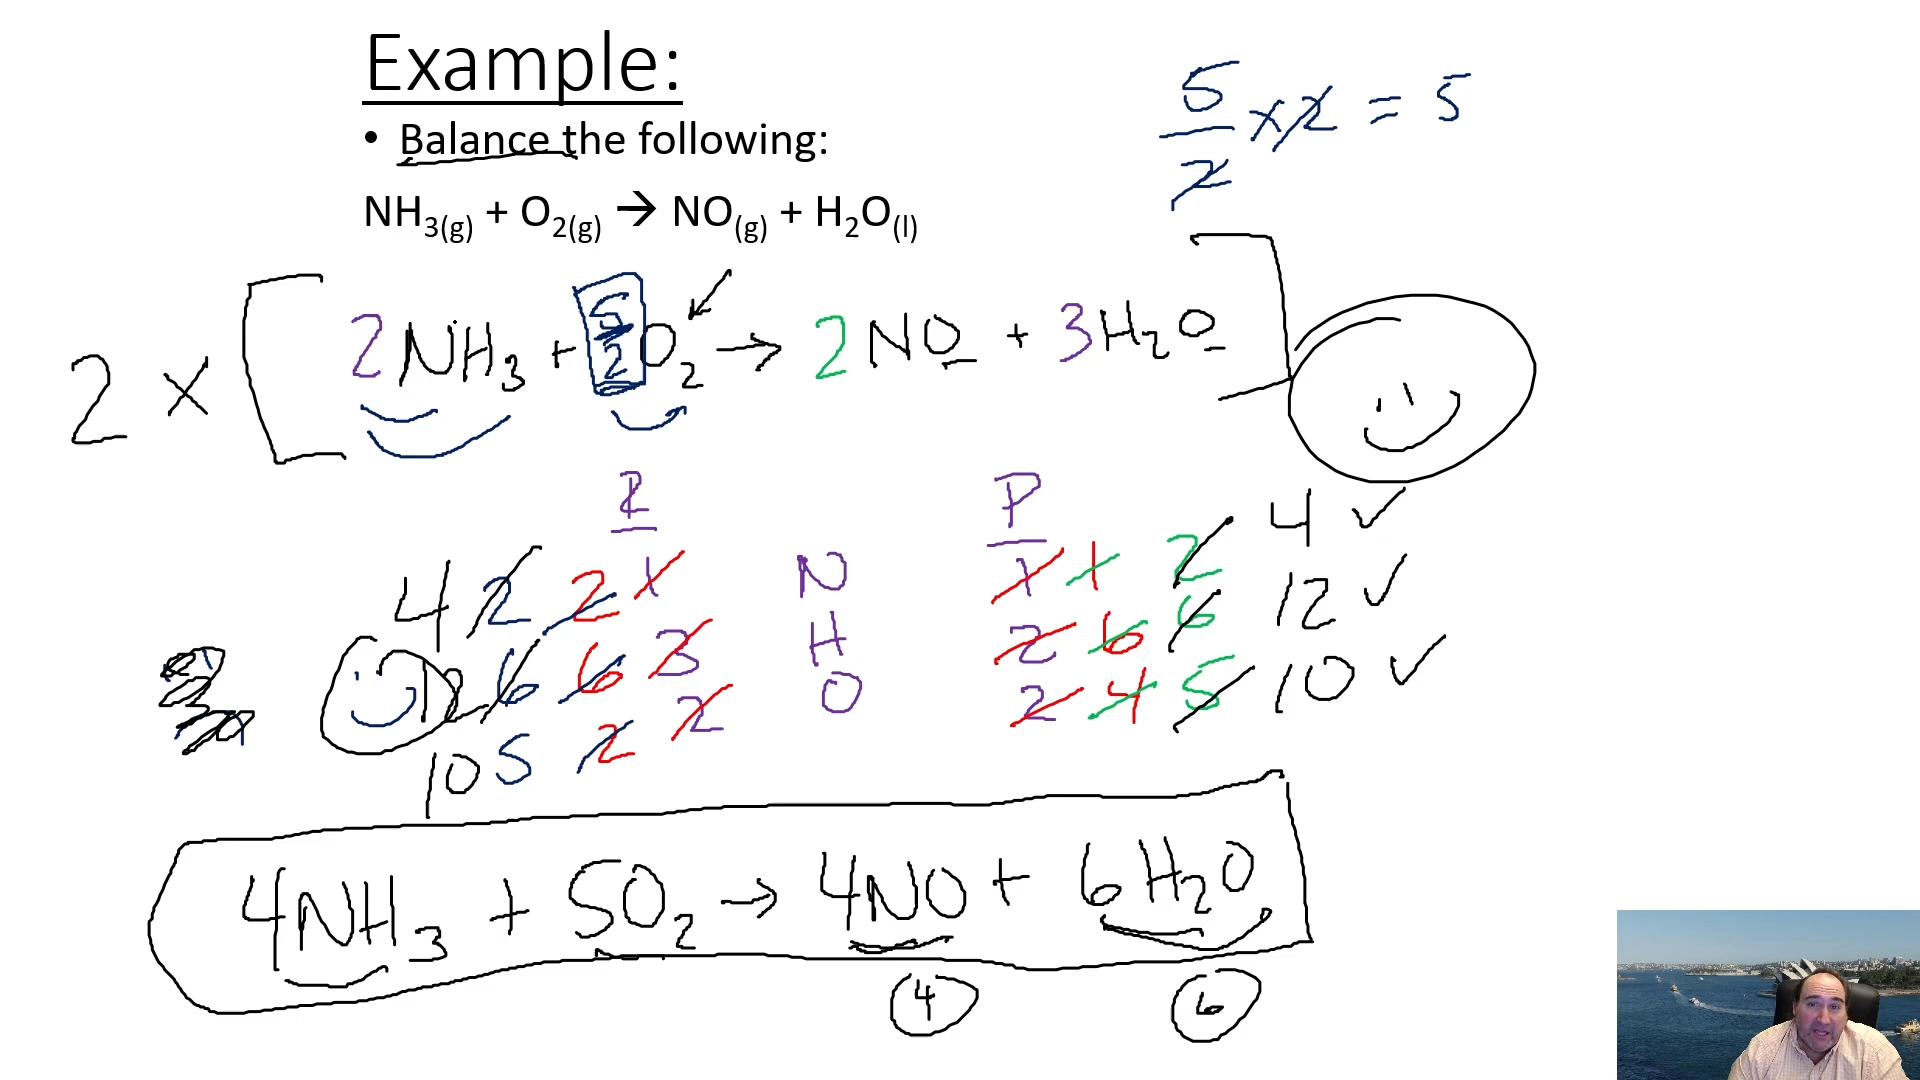 Example:
5/2 x 2 = 5
• Balance the following:
NH3(g) + O2(g) → NO(g) + H2O(l)
2 x [ 2NH3 + 5/2 O2 → 2NO + 3H2O ]
R P
4 2 2 1 N 1 1 2 4 ✓
6 6 3 H 2 6 6 12 ✓
10 5 2 2 O 2 4 5 10 ✓
4NH3 + 5O2 → 4NO + 6H2O
4 6